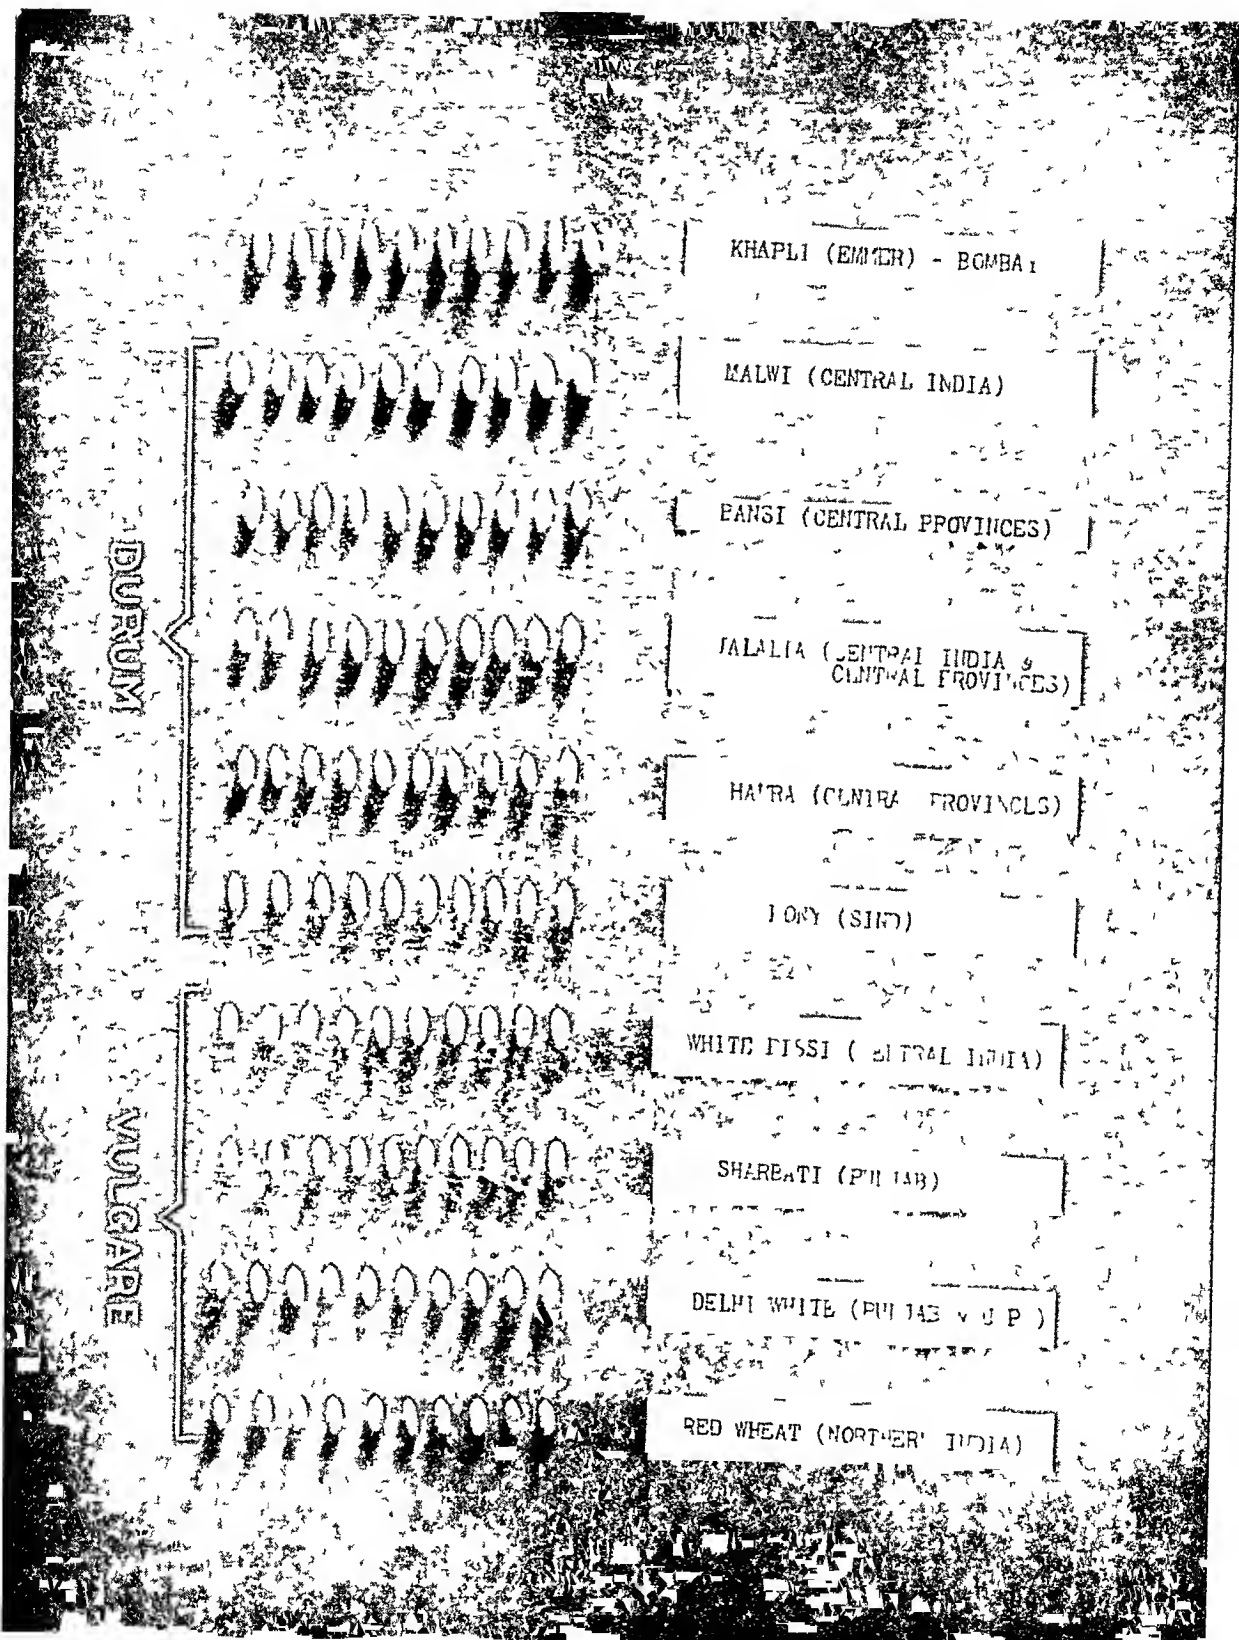 KHAPLI (EMMER) - BOMBAY
MALWI (CENTRAL INDIA)
BANSI (CENTRAL PROVINCES)
JALALIA (CENTRAL INDIA &
CENTRAL PROVINCES)
(CENTRAL PROVINCES)
(SIND)
WHITE PISSI (CENTRAL INDIA)
SHARBATI (PUNJAB)
DELHI WHITE (PUNJAB & U P)
RED WHEAT (NORTHERN INDIA)
DURUM
VULGARE